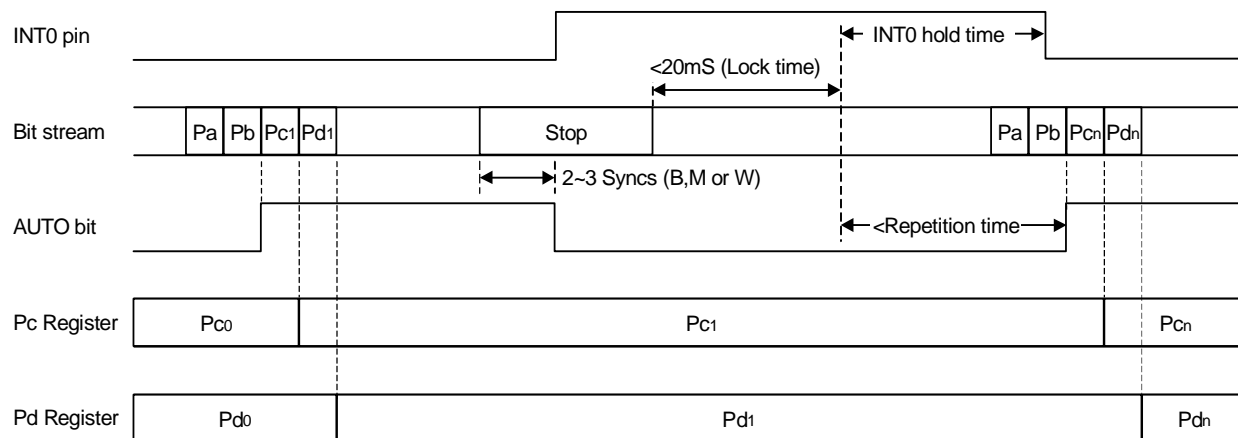 INT0 pin
INT0 hold time
<20mS (Lock time)
Bit stream
Pa Pb Pc1 Pd1 Stop Pa Pb Pcn Pdn
2~3 Syncs (B,M or W)
AUTO bit
<Repetition time
Pc Register Pc0 Pc1 Pcn
Pd Register Pd0 Pd1 Pdn